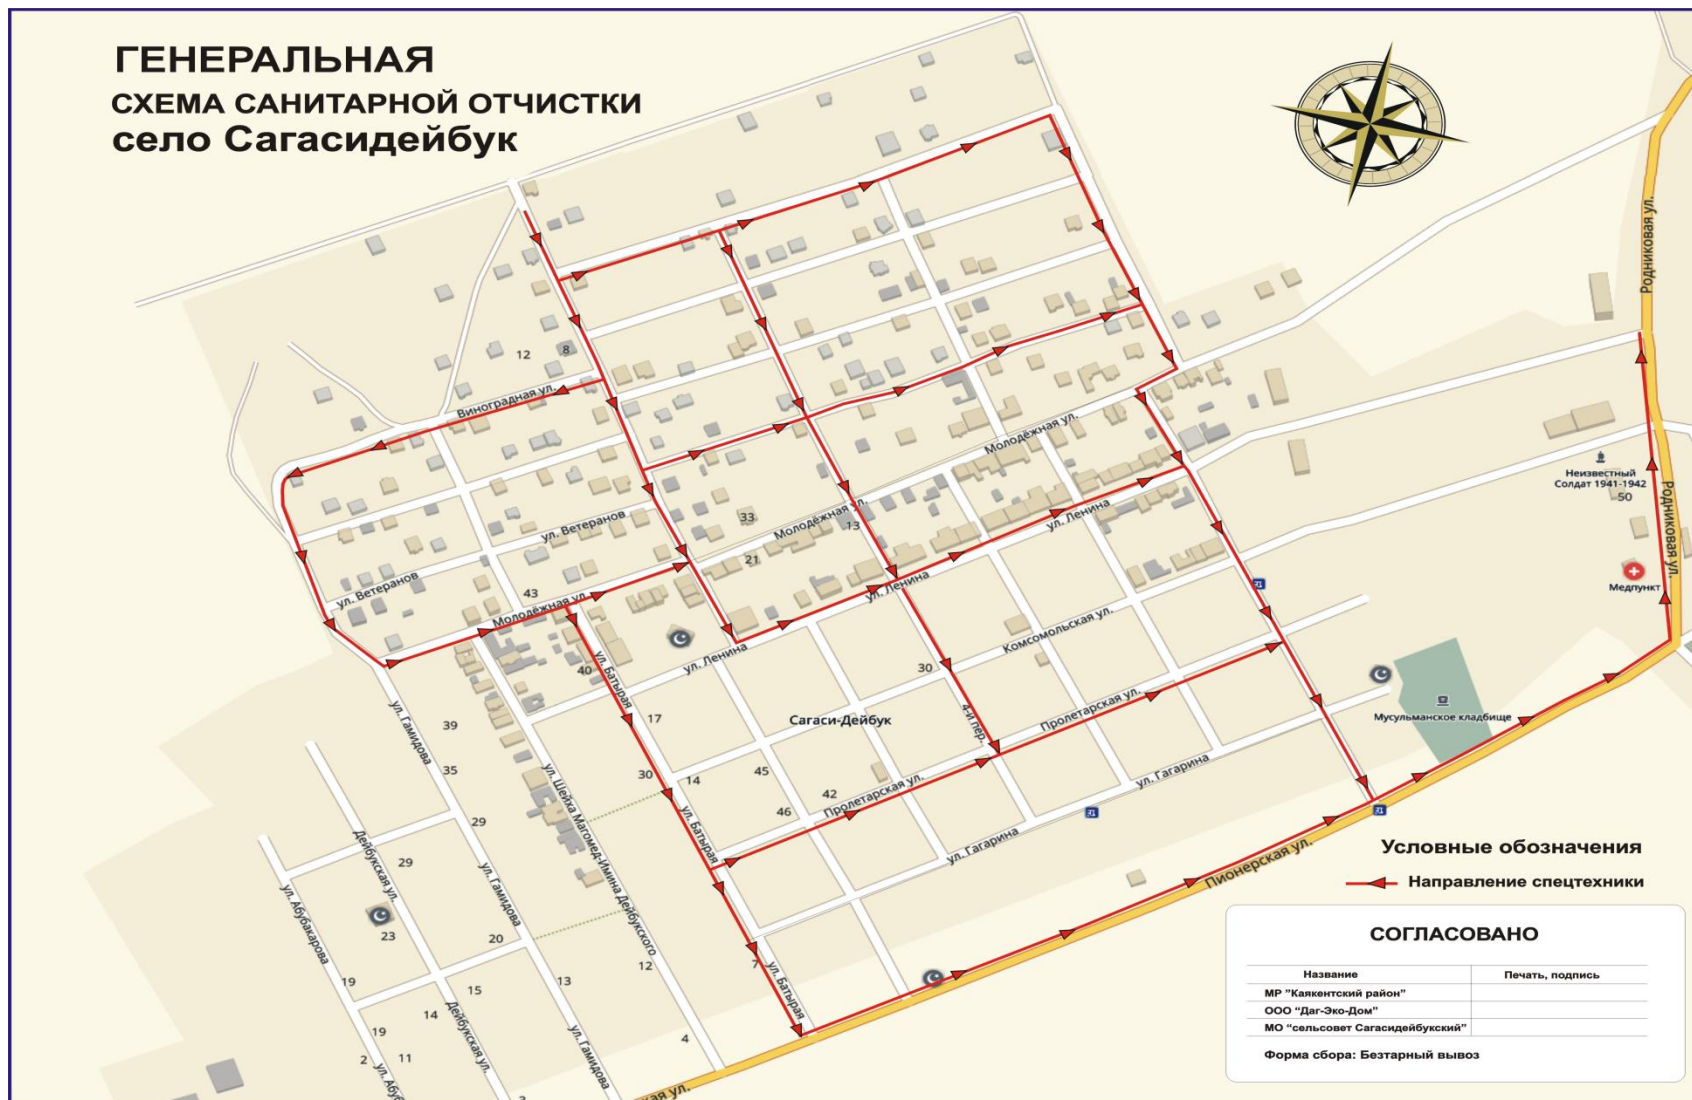 ГЕНЕРАЛЬНАЯ
СХЕМА САНИТАРНОЙ ОТЧИСТКИ
село Сагасидейбук
Родниковая ул.
12
8
Виноградная ул.
Молодёжная ул.
Неизвестный
Солдат 1941-1942
50
Родниковая ул.
33
Молодёжная ул.
13
ул. Ленина
ул. Ветеранов
21
ул. Ветеранов
43
Молодёжная ул.
ул. Ленина
Медпункт
Комсомольская ул.
40
ул. Батырая
ул. Ленина
30
39
ул. Гамидова
17
Сагаси-Дейбук
4-й пер.
Пролетарская ул.
Мусульманское кладбище
35
ул. Шейха Магомед-Имина Дейбукского
30
14
45
ул. Гагарина
46
42
Пролетарская ул.
29
ул. Батырая
ул. Гагарина
Дейбукская ул.
29
ул. Гамидова
Пионерская ул.
ул. Абубакарова
23
20
12
7
ул. Батырая
19
15
13
14
Дейбукская ул.
ул. Гамидова
19
4
2
11
Условные обозначения
Направление спецтехники
СОГЛАСОВАНО
Название Печать, подпись
МР "Каякентский район"
ООО "Даг-Эко-Дом"
МО "сельсовет Сагасидейбукский"
Форма сбора: Безтарный вывоз